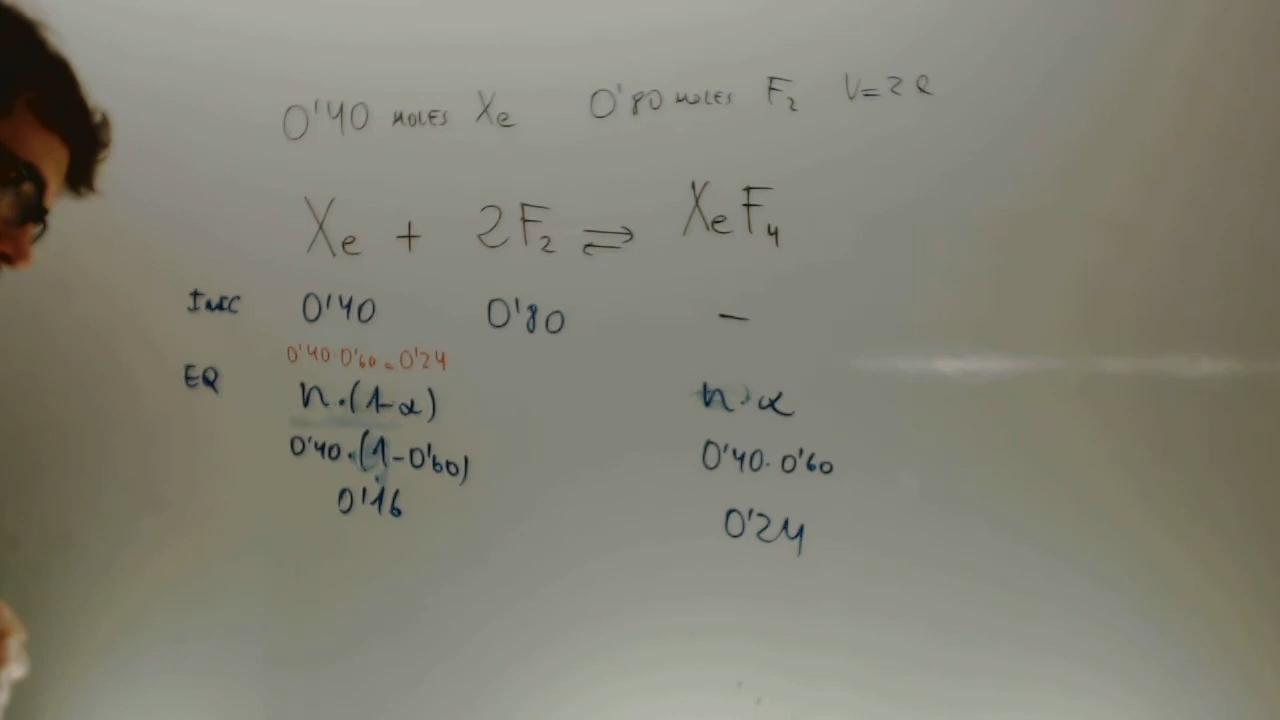 0'40 MOLES Xe 0'80 MOLES F₂ V=2ℓ
Xe + 2F₂ ⇌ XeF₄
INIC 0'40 0'80 —
0'40·0'60=0'24
EQ n·(1-α) n·α
0'40·(1-0'60) 0'40·0'60
0'16 0'24